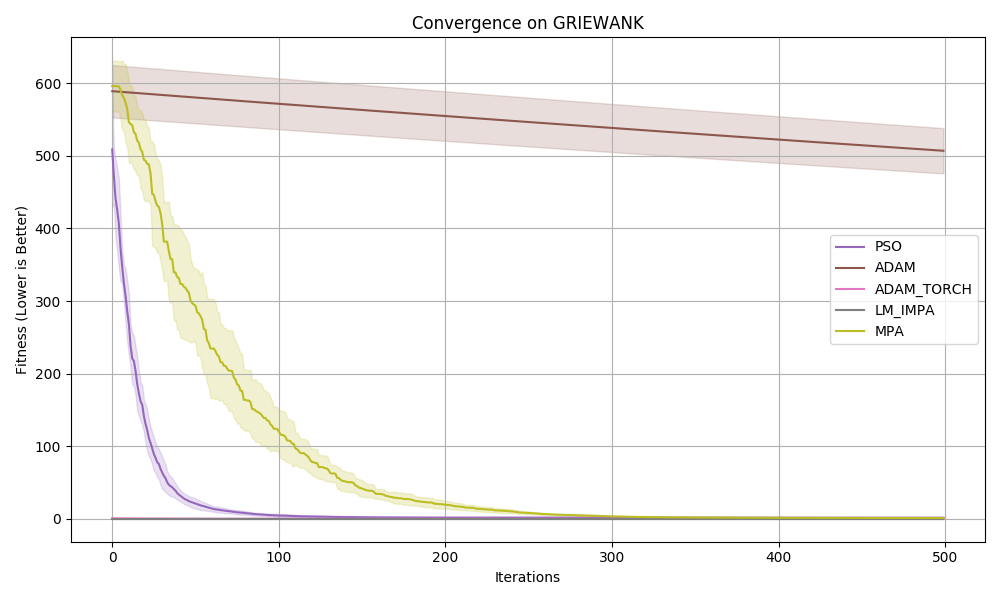 Convergence on GRIEWANK
Fitness (Lower is Better)
600
500
400
300
200
100
0
0 100 200 300 400 500
Iterations
PSO
ADAM
ADAM_TORCH
LM_IMPA
MPA